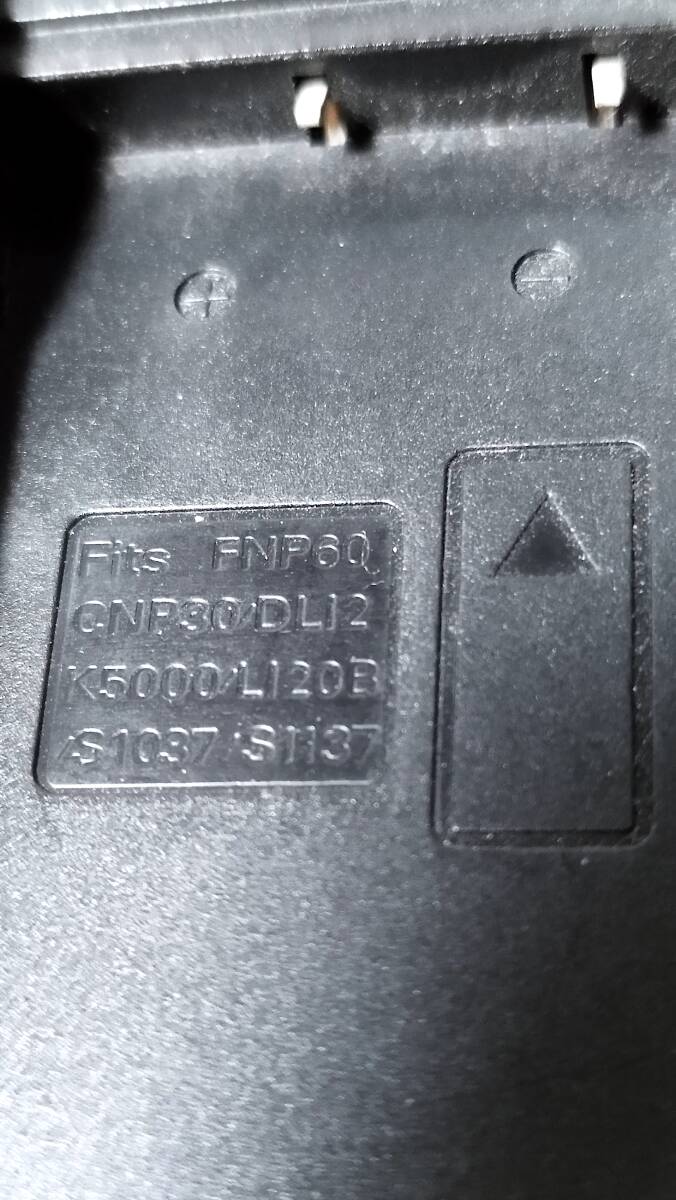 + −
Fits FNP60
CNP30/DLI2
K5000/LI20B
/S1037/S1137